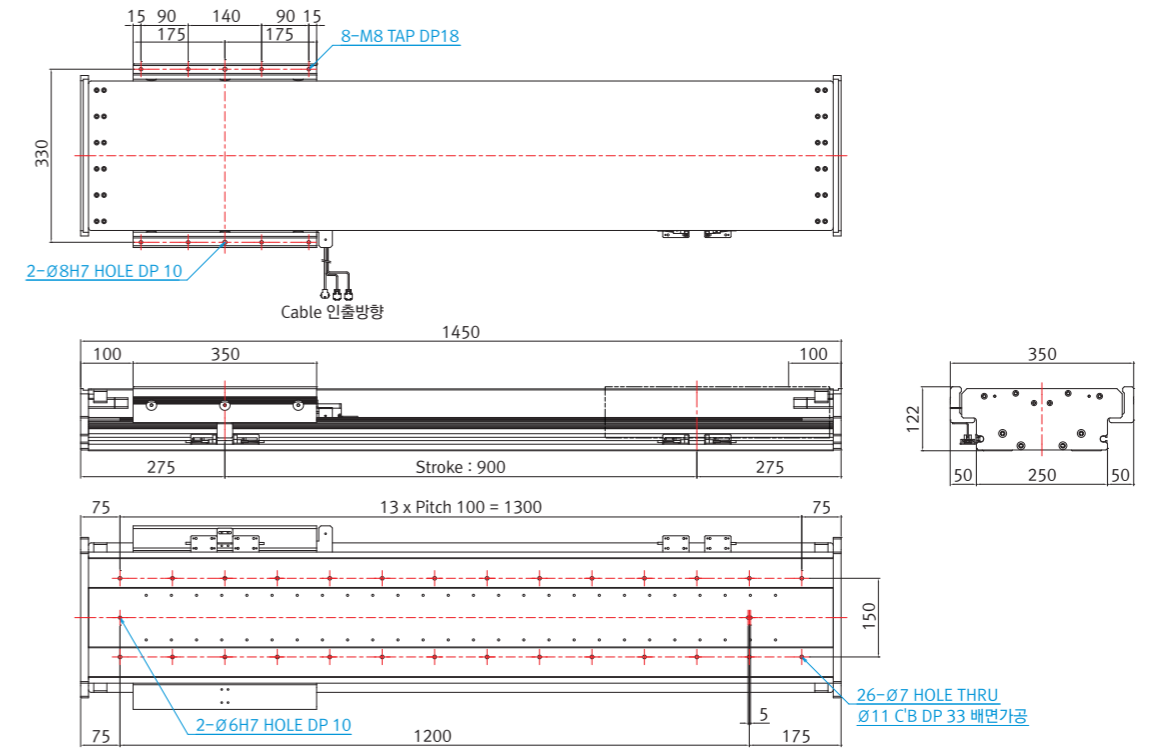 15 90 140 90 15
175 175
8-M8 TAP DP18
330
2-Ø8H7 HOLE DP 10
Cable 인출방향
1450
100 350 100
275 Stroke : 900 275
350
122
50 250 50
75 13 x Pitch 100 = 1300 75
150
26-Ø7 HOLE THRU
Ø11 C'B DP 33 배면가공
2-Ø6H7 HOLE DP 10
5
75 1200 175